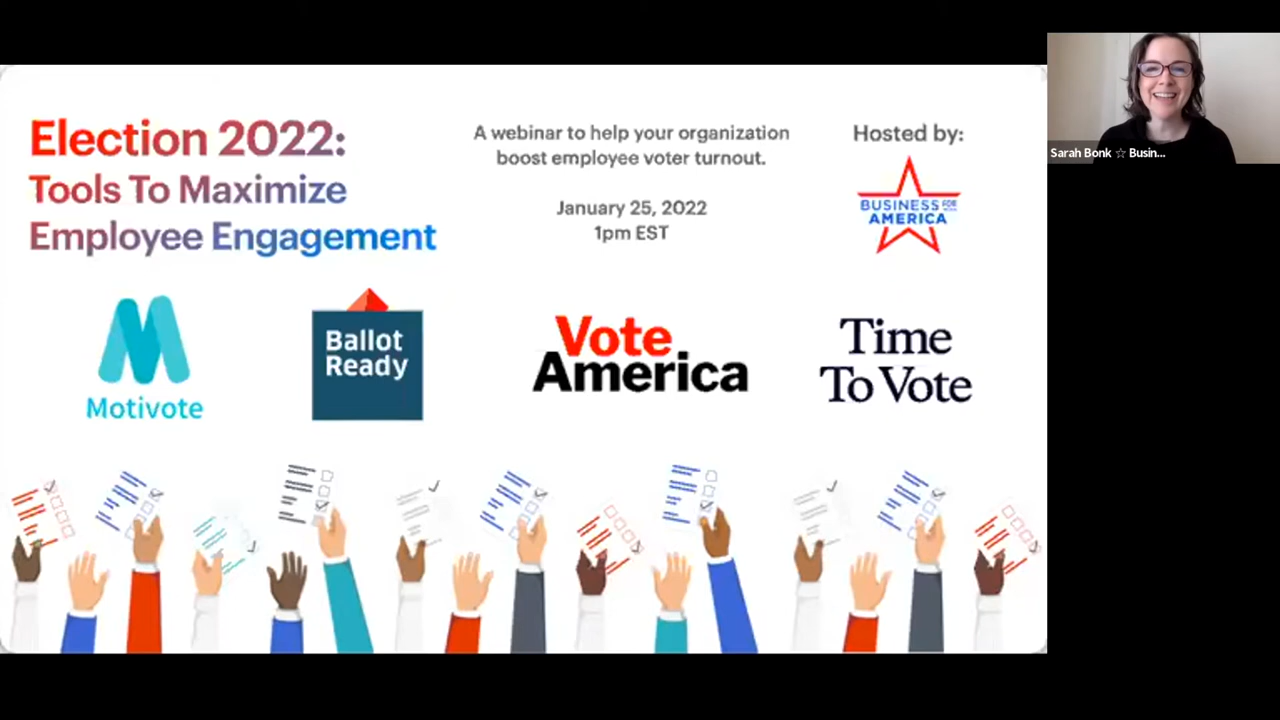 Election 2022:
Tools To Maximize
Employee Engagement
A webinar to help your organization
boost employee voter turnout.
January 25, 2022
1pm EST
Hosted by:
BUSINESS FOR
AMERICA
Motivote
Ballot
Ready
Vote
America
Time
To Vote
Sarah Bonk ☆ Busin...